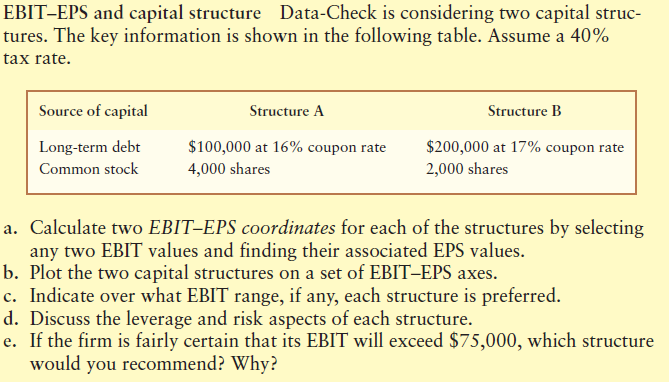 EBIT–EPS and capital structure Data-Check is considering two capital struc-
tures. The key information is shown in the following table. Assume a 40%
tax rate.
Source of capital Structure A Structure B
Long-term debt $100,000 at 16% coupon rate $200,000 at 17% coupon rate
Common stock 4,000 shares 2,000 shares
a. Calculate two EBIT–EPS coordinates for each of the structures by selecting
any two EBIT values and finding their associated EPS values.
b. Plot the two capital structures on a set of EBIT–EPS axes.
c. Indicate over what EBIT range, if any, each structure is preferred.
d. Discuss the leverage and risk aspects of each structure.
e. If the firm is fairly certain that its EBIT will exceed $75,000, which structure
would you recommend? Why?